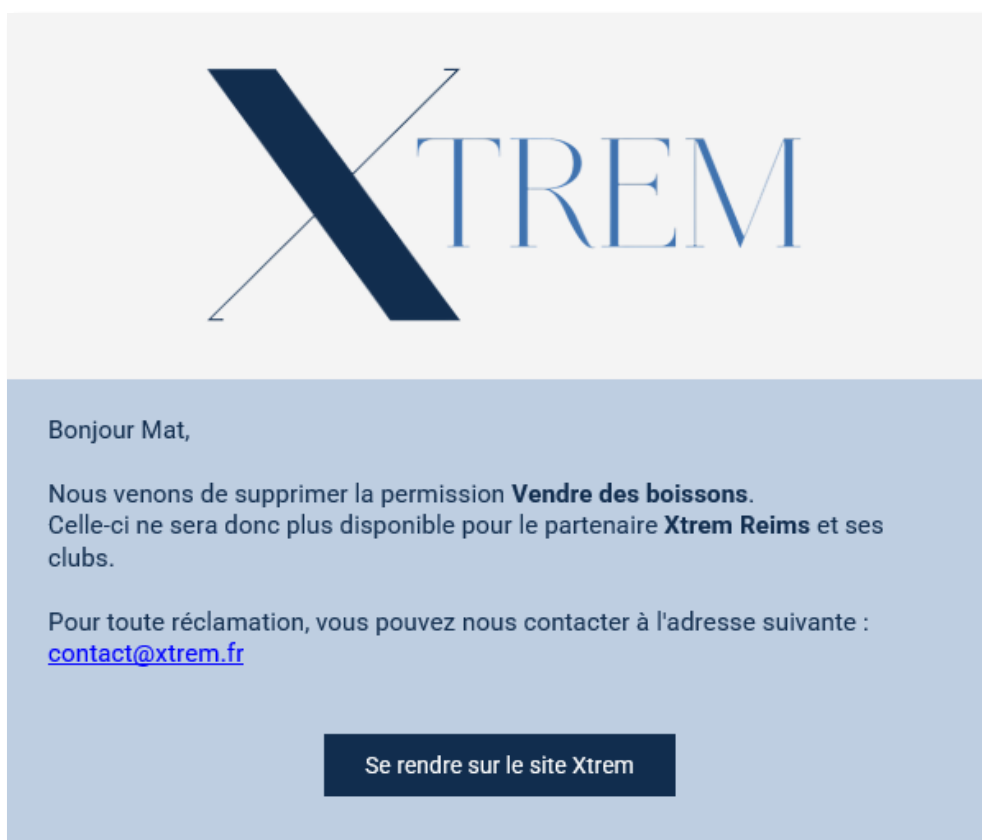 XTREM
Bonjour Mat,
Nous venons de supprimer la permission Vendre des boissons.
Celle-ci ne sera donc plus disponible pour le partenaire Xtrem Reims et ses
clubs.
Pour toute réclamation, vous pouvez nous contacter à l'adresse suivante :
contact@xtrem.fr
Se rendre sur le site Xtrem